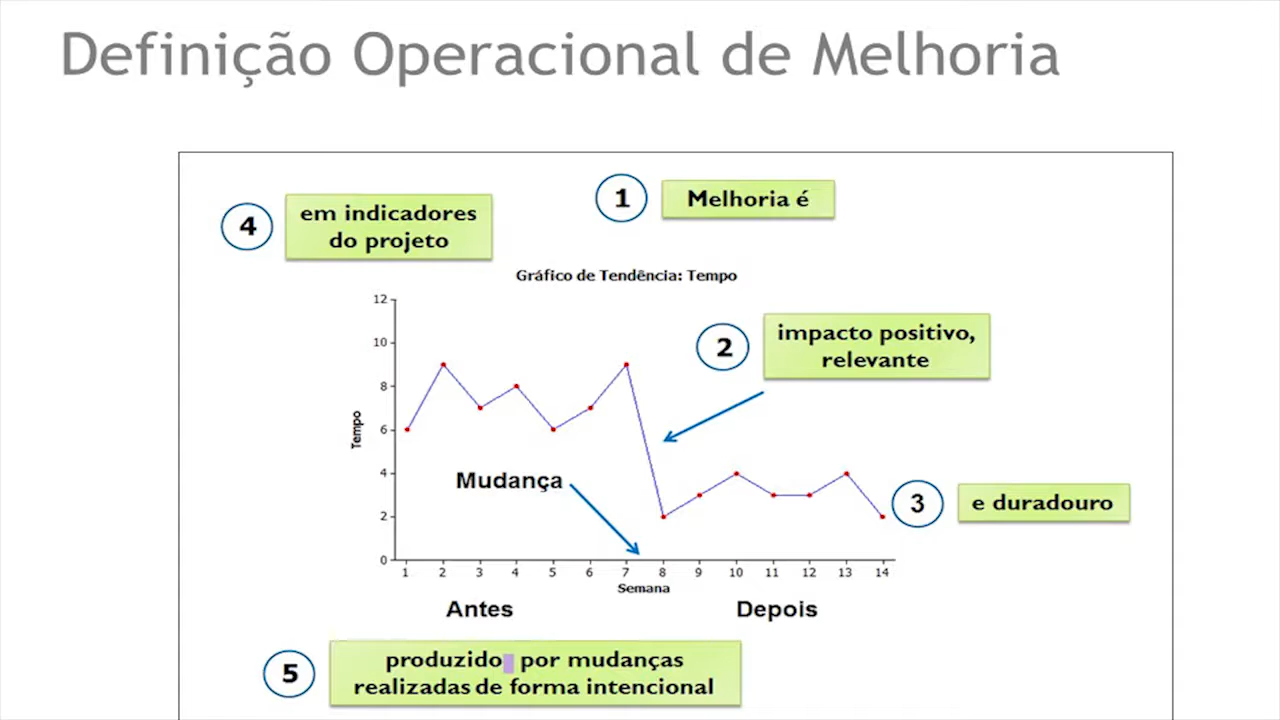 Definição Operacional de Melhoria
1
Melhoria é
4
em indicadores
do projeto
Gráfico de Tendência: Tempo
2
impacto positivo,
relevante
12
10
8
6
4
2
0
Tempo
Mudança
3
e duradouro
1 2 3 4 5 6 7 8 9 10 11 12 13 14
Semana
Antes
Depois
5
produzido por mudanças
realizadas de forma intencional